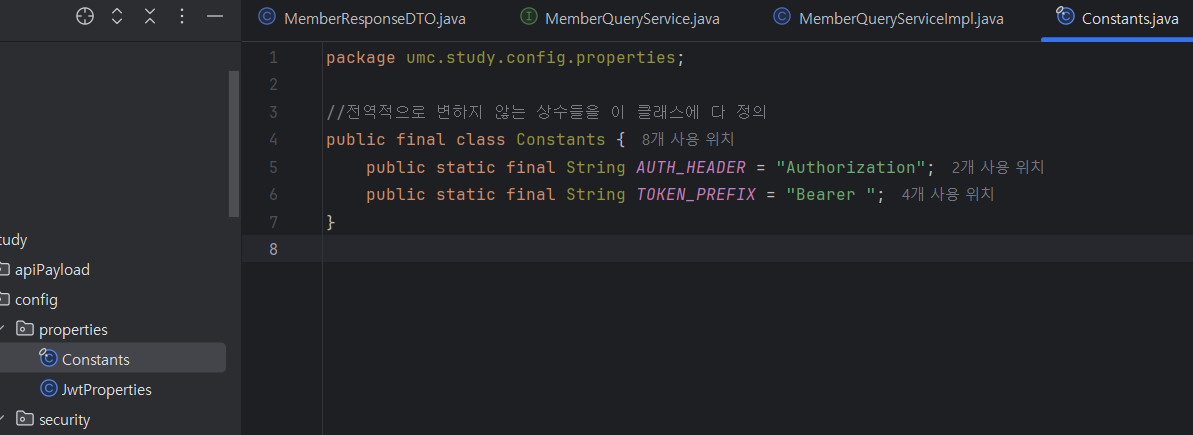 MemberResponseDTO.java
MemberQueryService.java
MemberQueryServiceImpl.java
Constants.java
1 package umc.study.config.properties;
2
3 //전역적으로 변하지 않는 상수들을 이 클래스에 다 정의
4 public final class Constants { 8개 사용 위치
5 public static final String AUTH_HEADER = "Authorization"; 2개 사용 위치
6 public static final String TOKEN_PREFIX = "Bearer "; 4개 사용 위치
7 }
8
tudy
apiPayload
config
properties
Constants
JwtProperties
security